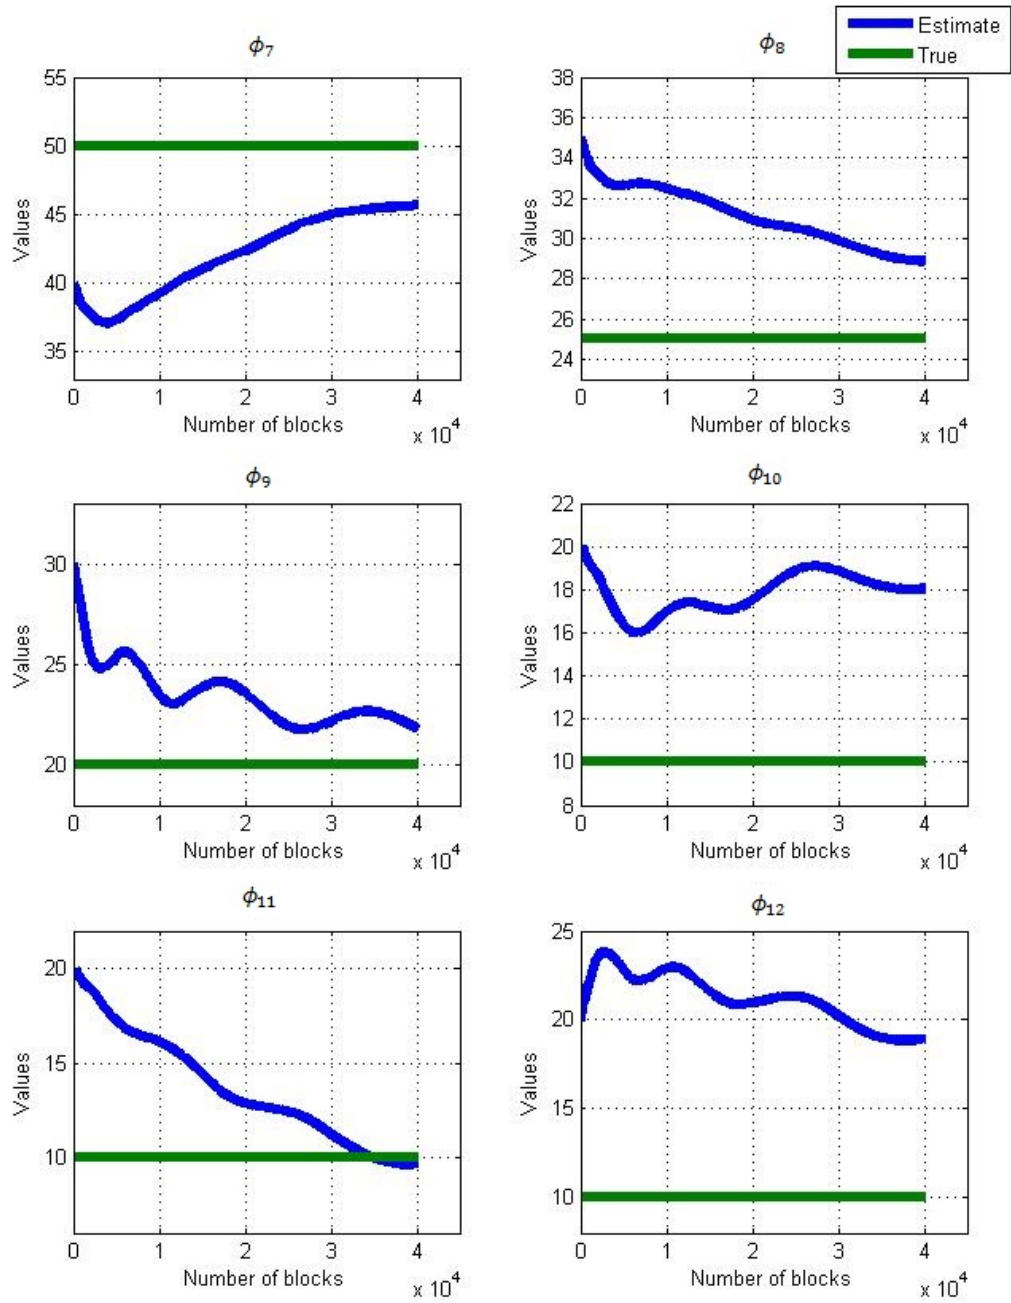 Estimate
True
ϕ7
55
50
45
40
35
Values
0 1 2 3 4
Number of blocks
x 10^4
ϕ8
38
36
34
32
30
28
26
24
Values
0 1 2 3 4
Number of blocks
x 10^4
ϕ9
30
25
20
Values
0 1 2 3 4
Number of blocks
x 10^4
ϕ10
22
20
18
16
14
12
10
8
Values
0 1 2 3 4
Number of blocks
x 10^4
ϕ11
20
15
10
Values
0 1 2 3 4
Number of blocks
x 10^4
ϕ12
25
20
15
10
Values
0 1 2 3 4
Number of blocks
x 10^4